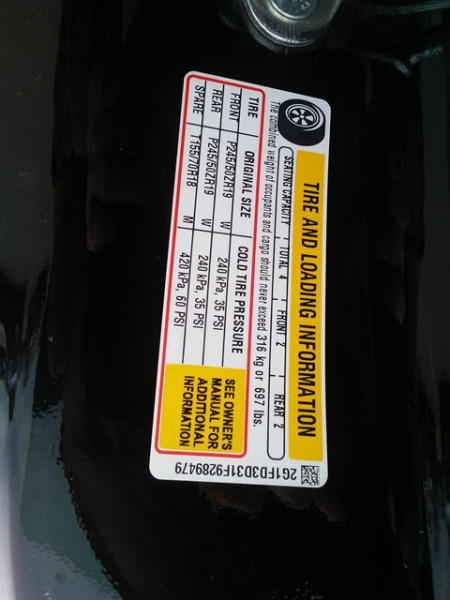 TIRE AND LOADING INFORMATION
SEATING CAPACITY TOTAL 4 FRONT 2 REAR 2
The combined weight of occupants and cargo should never exceed 316 kg or 697 lbs.
TIRE ORIGINAL SIZE COLD TIRE PRESSURE
FRONT P245/50ZR19 W 240 kPa, 35 PSI
REAR P245/50ZR19 W 240 kPa, 35 PSI
SPARE T155/70R18 M 420 kPa, 60 PSI
SEE OWNER'S
MANUAL FOR
ADDITIONAL
INFORMATION
2G1FD3D31F9289479